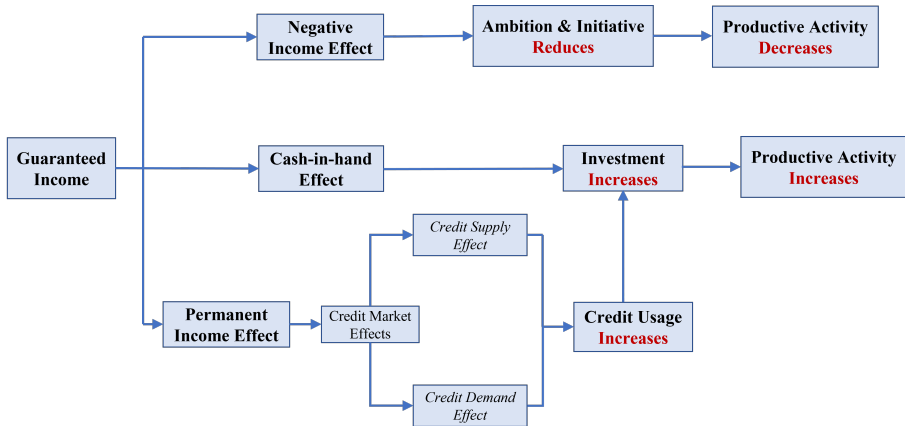 Negative
Income Effect
Ambition & Initiative
Reduces
Productive Activity
Decreases
Guaranteed
Income
Cash-in-hand
Effect
Investment
Increases
Productive Activity
Increases
Credit Supply
Effect
Permanent
Income Effect
Credit Market
Effects
Credit Usage
Increases
Credit Demand
Effect